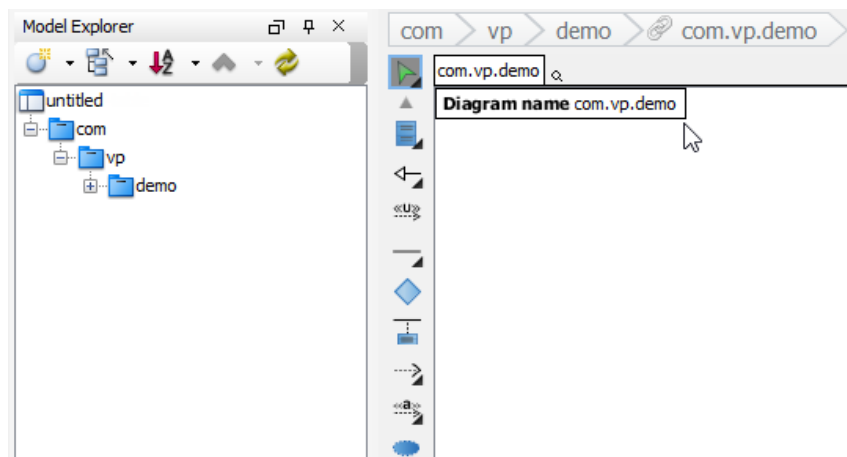 Model Explorer
untitled
com
vp
demo
com vp demo com.vp.demo
com.vp.demo
Diagram name com.vp.demo
«U»
«a»